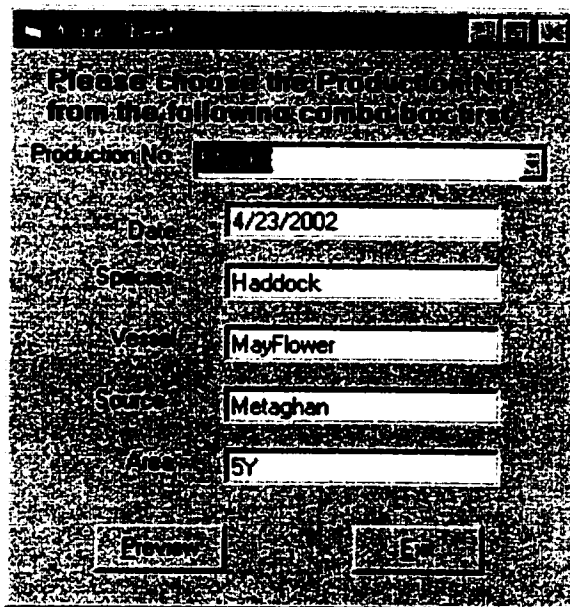 Please choose the Production No.
from the following combo box first
Production No:
Date 4/23/2002
Species Haddock
Vessel MayFlower
Source Metaghan
Area 5Y
Preview Exit